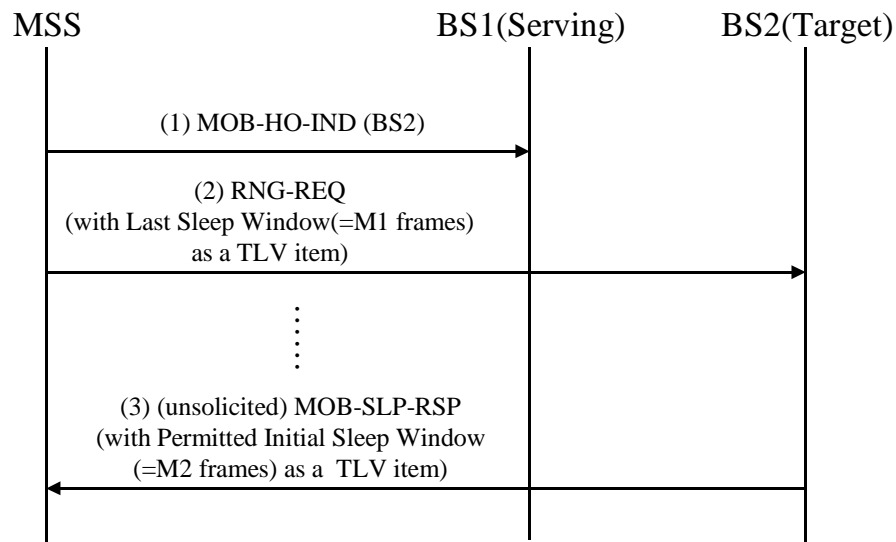 MSS
BS1(Serving)
BS2(Target)
(1) MOB-HO-IND (BS2)
(2) RNG-REQ
(with Last Sleep Window(=M1 frames)
as a TLV item)
(3) (unsolicited) MOB-SLP-RSP
(with Permitted Initial Sleep Window
(=M2 frames) as a TLV item)